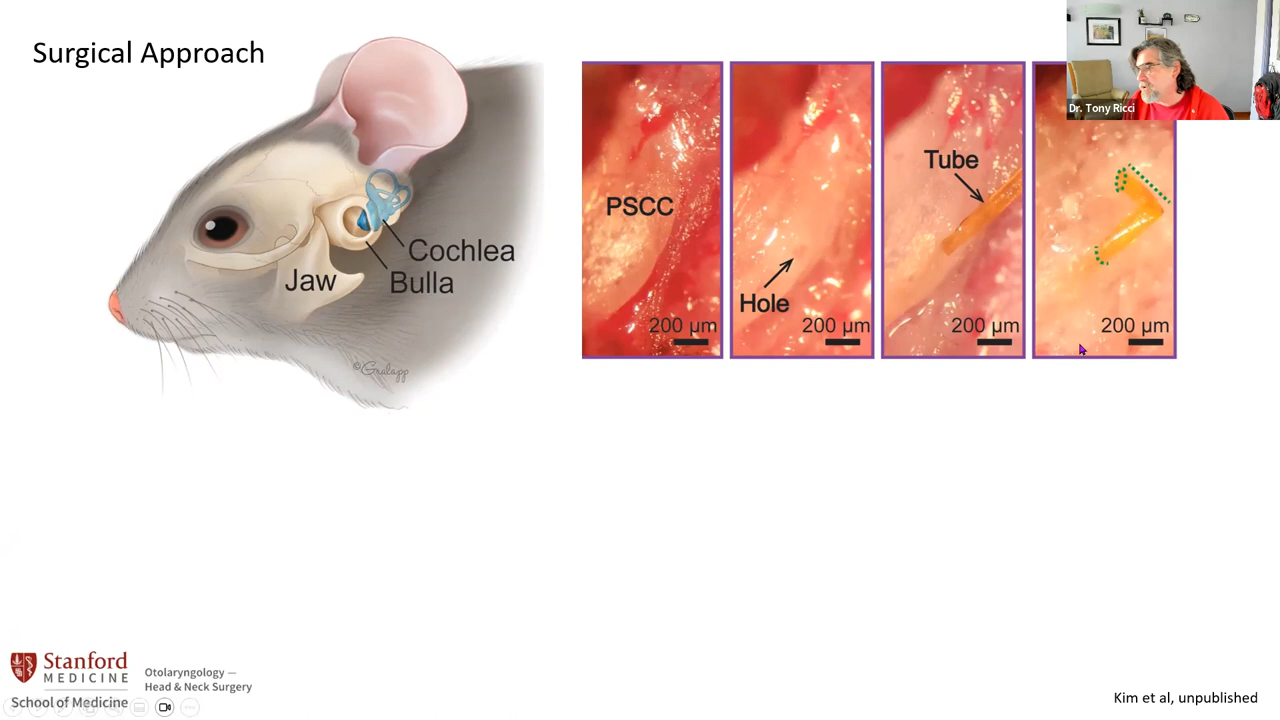 Surgical Approach
Cochlea
Jaw
Bulla
©Gralapp
PSCC
200 µm
Hole
200 µm
Tube
200 µm
200 µm
Dr. Tony Ricci
Stanford
MEDICINE
School of Medicine
Otolaryngology —
Head & Neck Surgery
Kim et al, unpublished